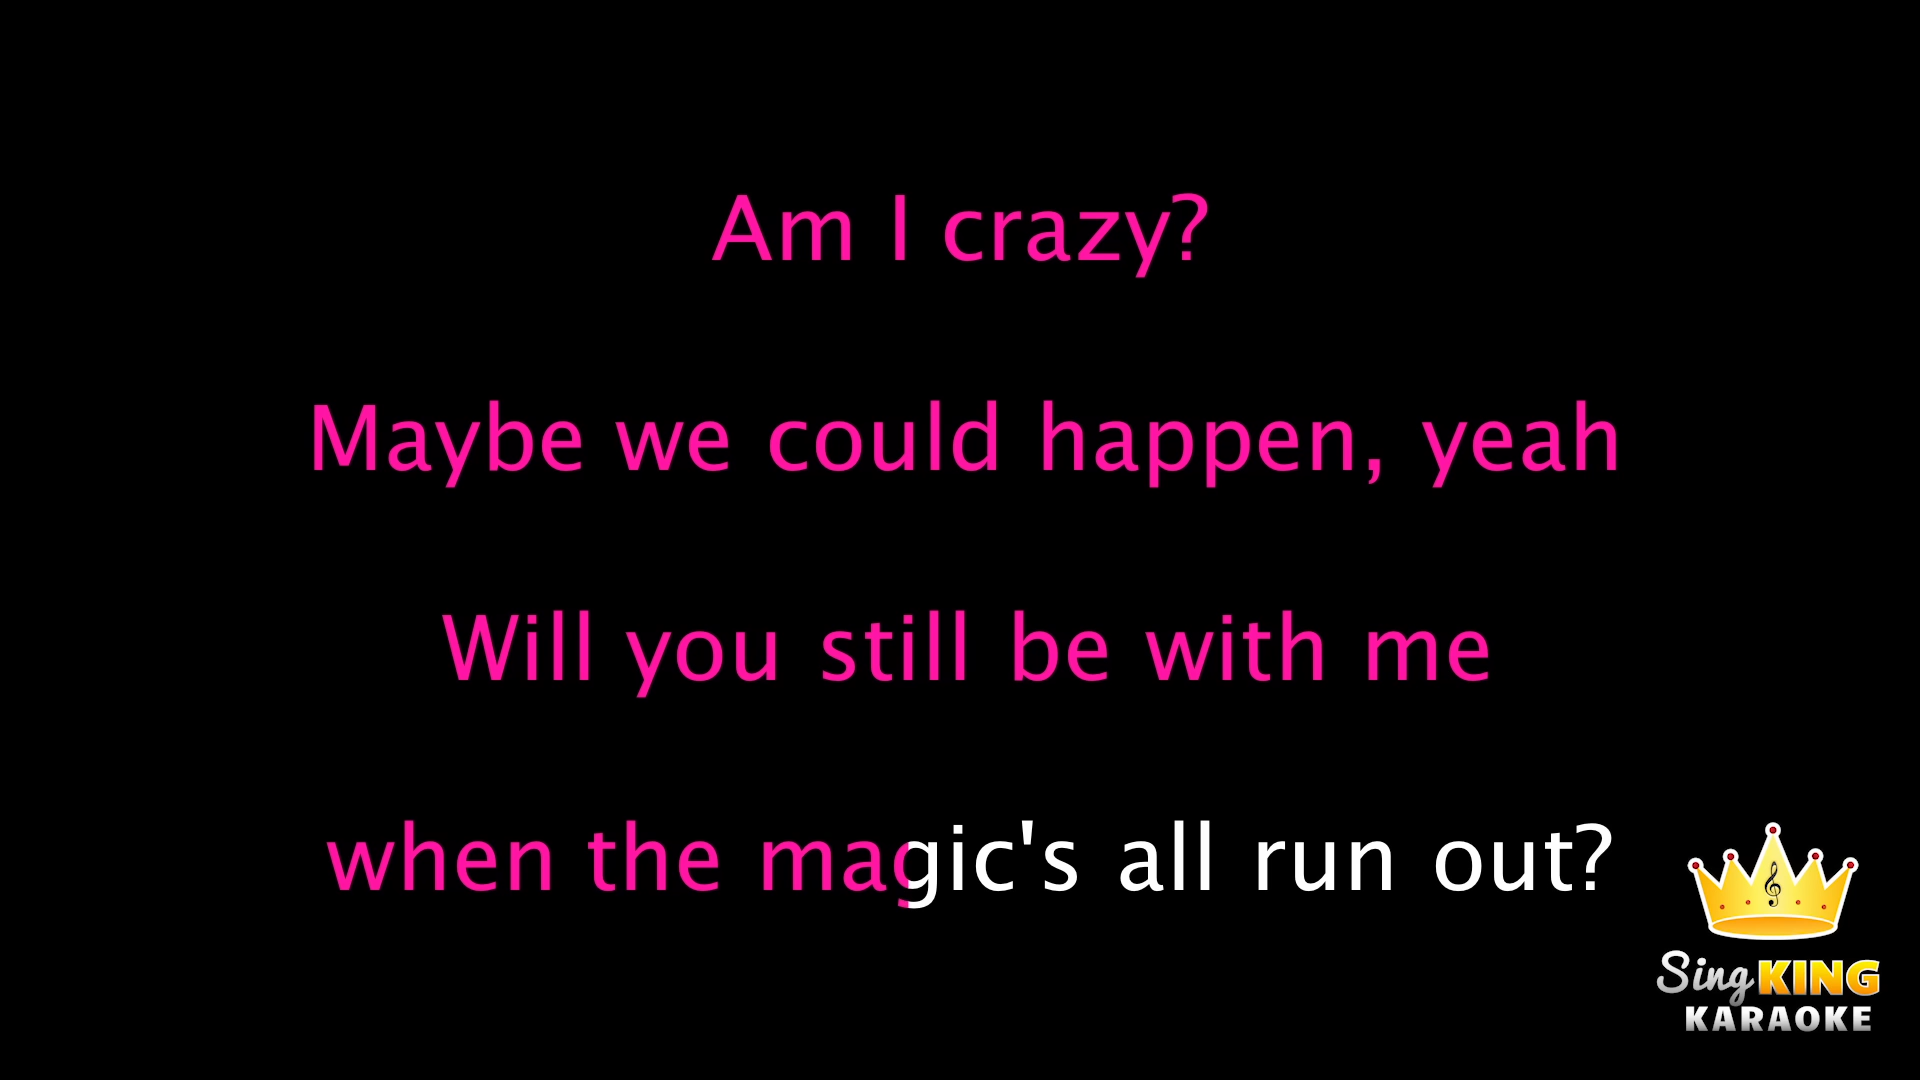 Am I crazy?
Maybe we could happen, yeah
Will you still be with me
when the magic's all run out?
Sing KING
KARAOKE